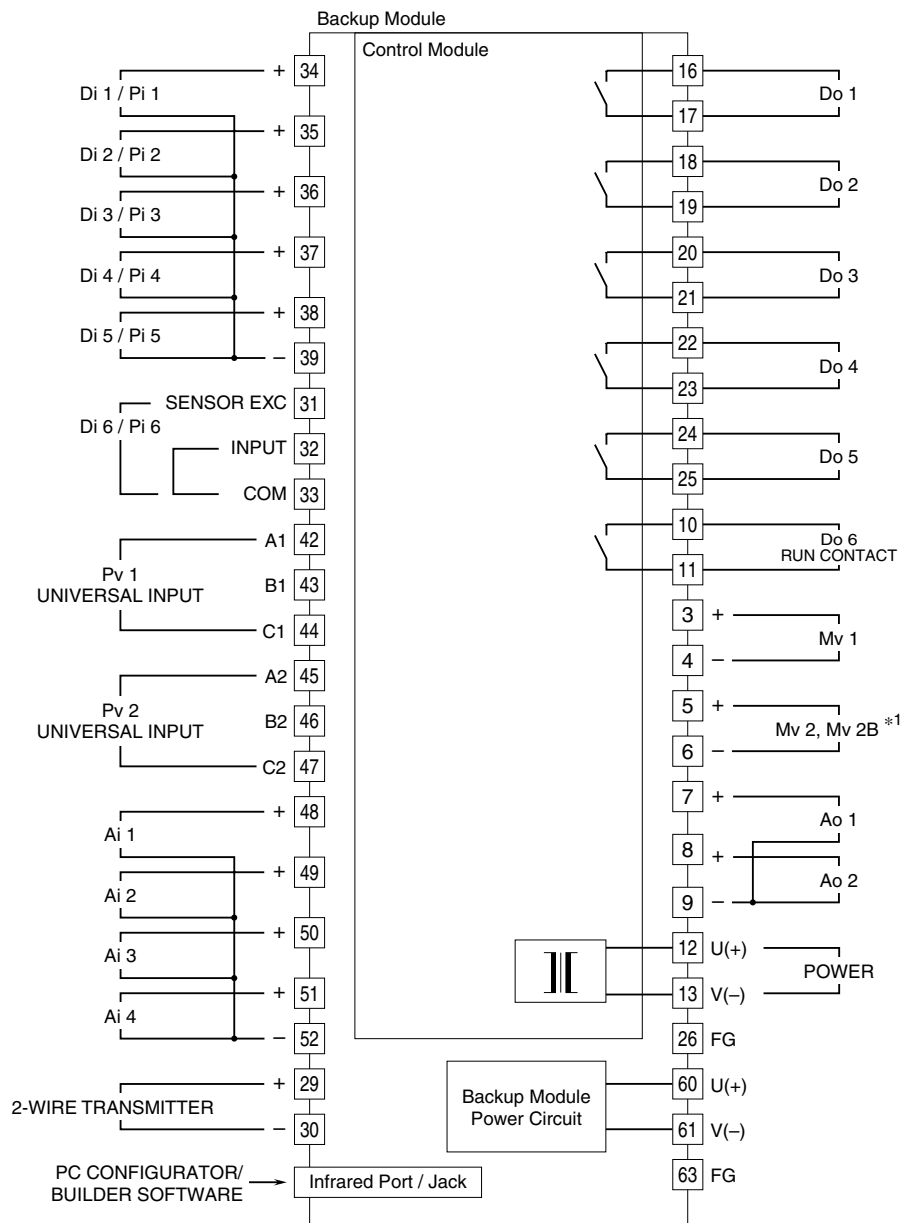 Backup Module
Control Module
Di 1 / Pi 1
+ 34
Di 2 / Pi 2
+ 35
Di 3 / Pi 3
+ 36
Di 4 / Pi 4
+ 37
Di 5 / Pi 5
+ 38
– 39
Di 6 / Pi 6
SENSOR EXC 31
INPUT 32
COM 33
Pv 1
UNIVERSAL INPUT
A1 42
B1 43
C1 44
Pv 2
UNIVERSAL INPUT
A2 45
B2 46
C2 47
Ai 1
+ 48
Ai 2
+ 49
Ai 3
+ 50
Ai 4
+ 51
– 52
2-WIRE TRANSMITTER
+ 29
– 30
PC CONFIGURATOR/
BUILDER SOFTWARE
Infrared Port / Jack
16
17
Do 1
18
19
Do 2
20
21
Do 3
22
23
Do 4
24
25
Do 5
10
11
Do 6
RUN CONTACT
3 +
4 –
Mv 1
5 +
6 –
Mv 2, Mv 2B *1
7 +
Ao 1
8 +
9 –
Ao 2
12 U(+)
13 V(–)
POWER
26 FG
Backup Module
Power Circuit
60 U(+)
61 V(–)
63 FG